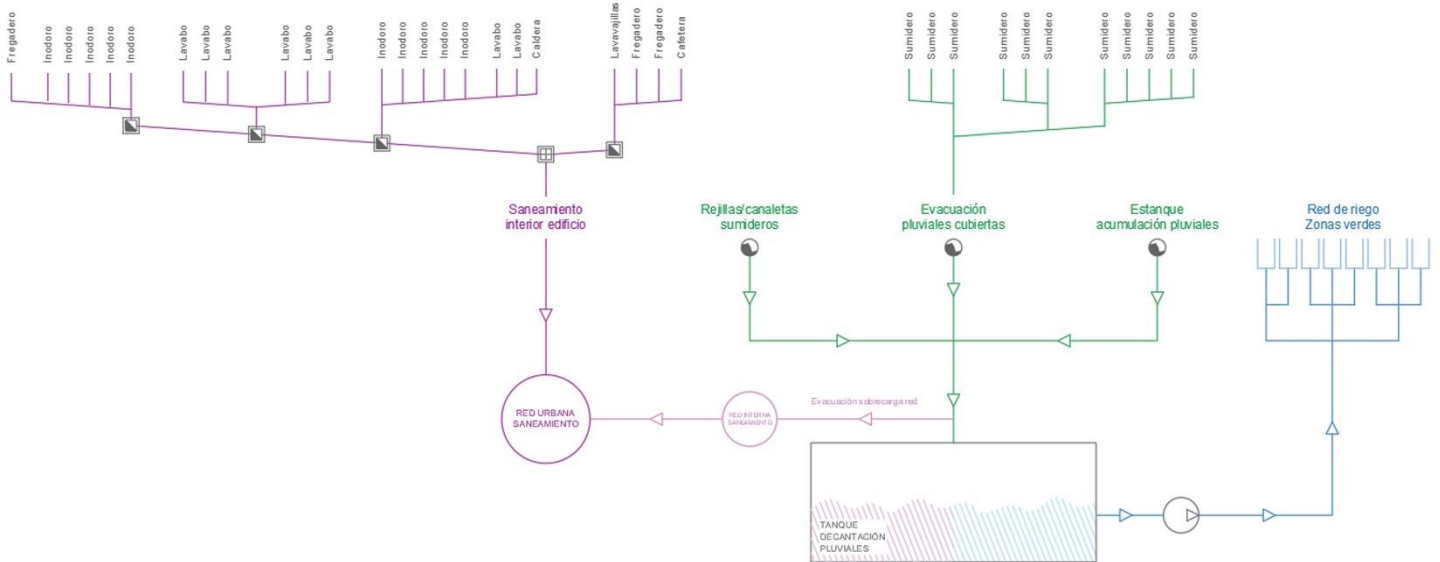 Fregadero
Inodoro
Inodoro
Inodoro
Inodoro
Inodoro
Lavabo
Lavabo
Lavabo
Lavabo
Lavabo
Lavabo
Inodoro
Inodoro
Inodoro
Inodoro
Inodoro
Lavabo
Lavabo
Caldera
Lavavajillas
Fregadero
Fregadero
Cafetera
Sumidero
Sumidero
Sumidero
Sumidero
Sumidero
Sumidero
Sumidero
Sumidero
Sumidero
Sumidero
Sumidero
Saneamiento
interior edificio
Rejillas/canaletas
sumideros
Evacuación
pluviales cubiertas
Estanque
acumulación pluviales
Red de riego
Zonas verdes
RED URBANA
SANEAMIENTO
RED INTERNA
SANEAMIENTO
Evacuación sobrecarga red
TANQUE
DECANTACIÓN
PLUVIALES